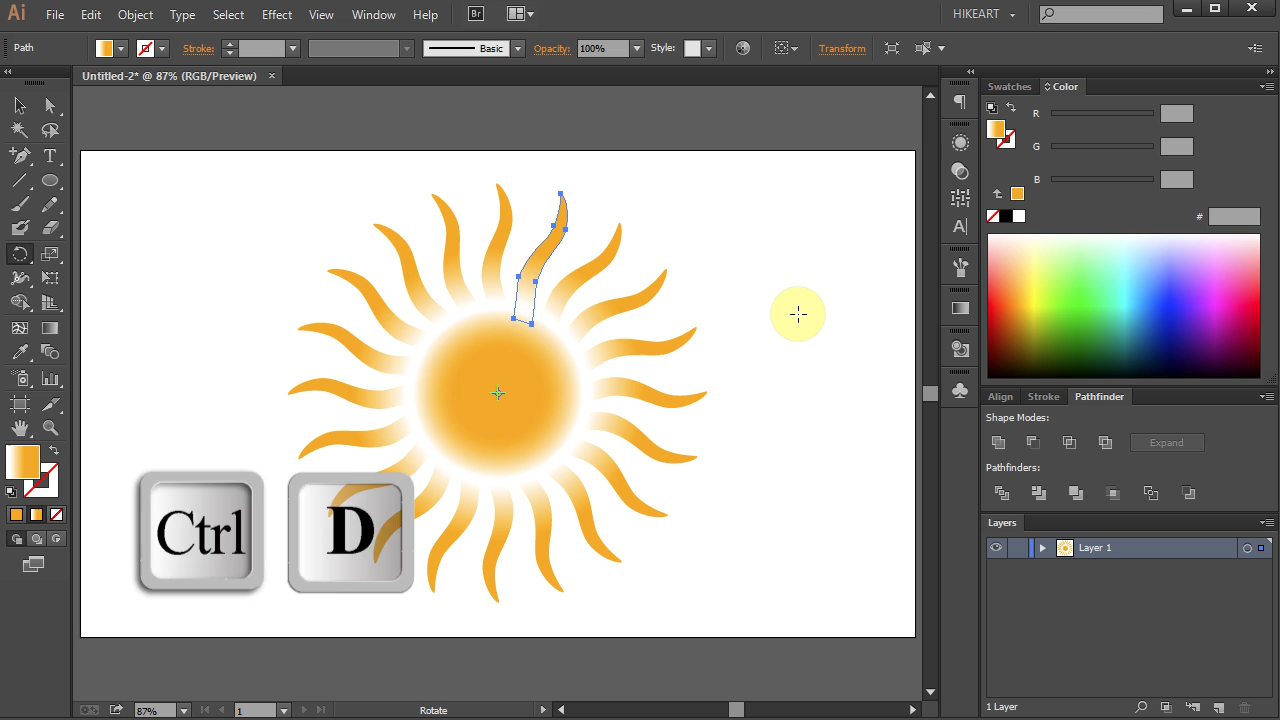 Ai File Edit Object Type Select Effect View Window Help Br HIKEART
Path Stroke: Basic Opacity: 100% Style: Transform
Untitled-2* @ 87% (RGB/Preview) ×
Swatches Color
R
G
B
#
T
A
Align Stroke Pathfinder
Shape Modes:
Expand
Pathfinders:
Layers
Layer 1
Ctrl D
87% 1 Rotate
1 Layer